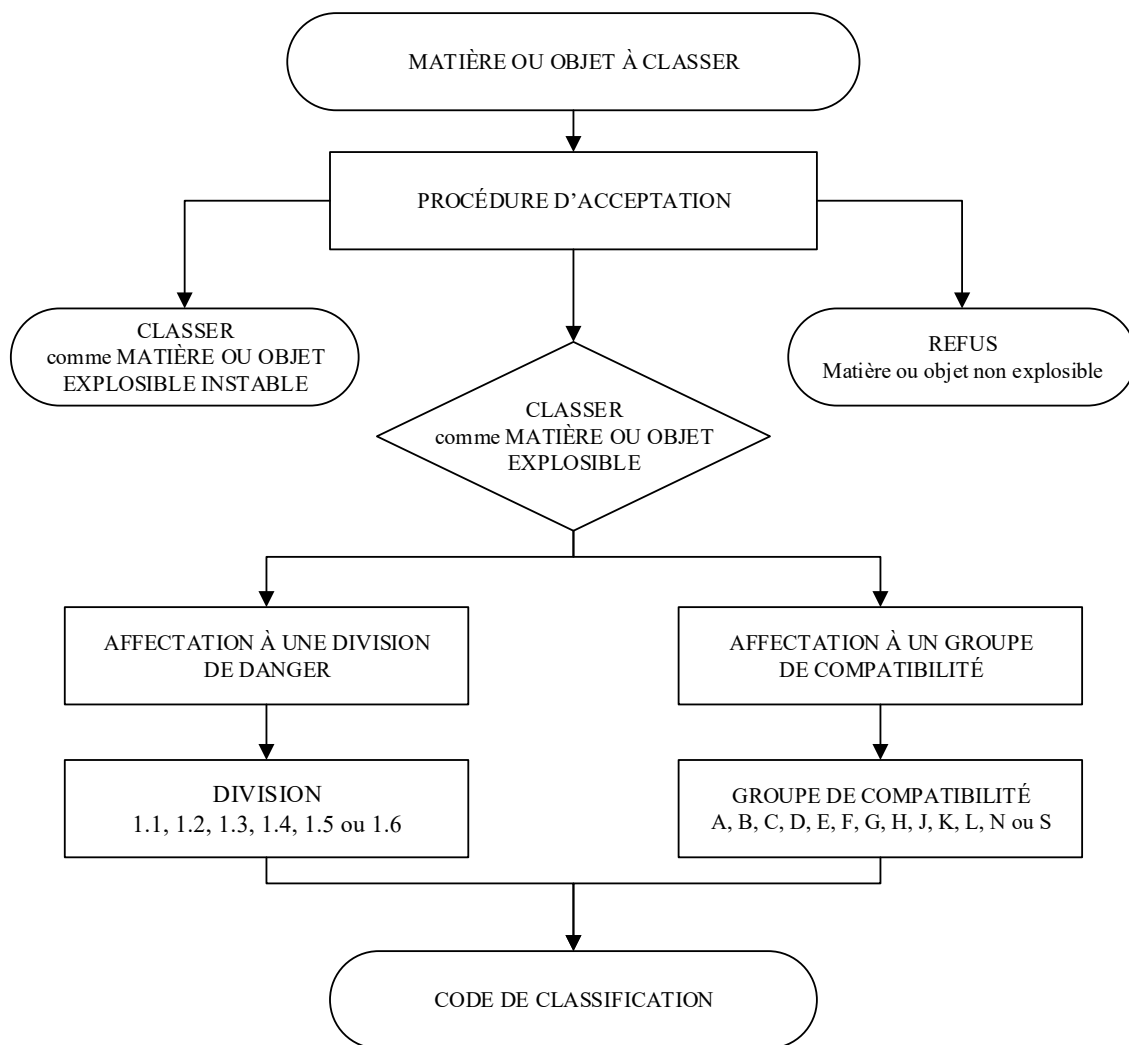 MATIÈRE OU OBJET À CLASSER
PROCÉDURE D’ACCEPTATION
CLASSER
comme MATIÈRE OU OBJET
EXPLOSIBLE INSTABLE
REFUS
Matière ou objet non explosible
CLASSER
comme MATIÈRE OU OBJET
EXPLOSIBLE
AFFECTATION À UNE DIVISION
DE DANGER
AFFECTATION À UN GROUPE
DE COMPATIBILITÉ
DIVISION
1.1, 1.2, 1.3, 1.4, 1.5 ou 1.6
GROUPE DE COMPATIBILITÉ
A, B, C, D, E, F, G, H, J, K, L, N ou S
CODE DE CLASSIFICATION